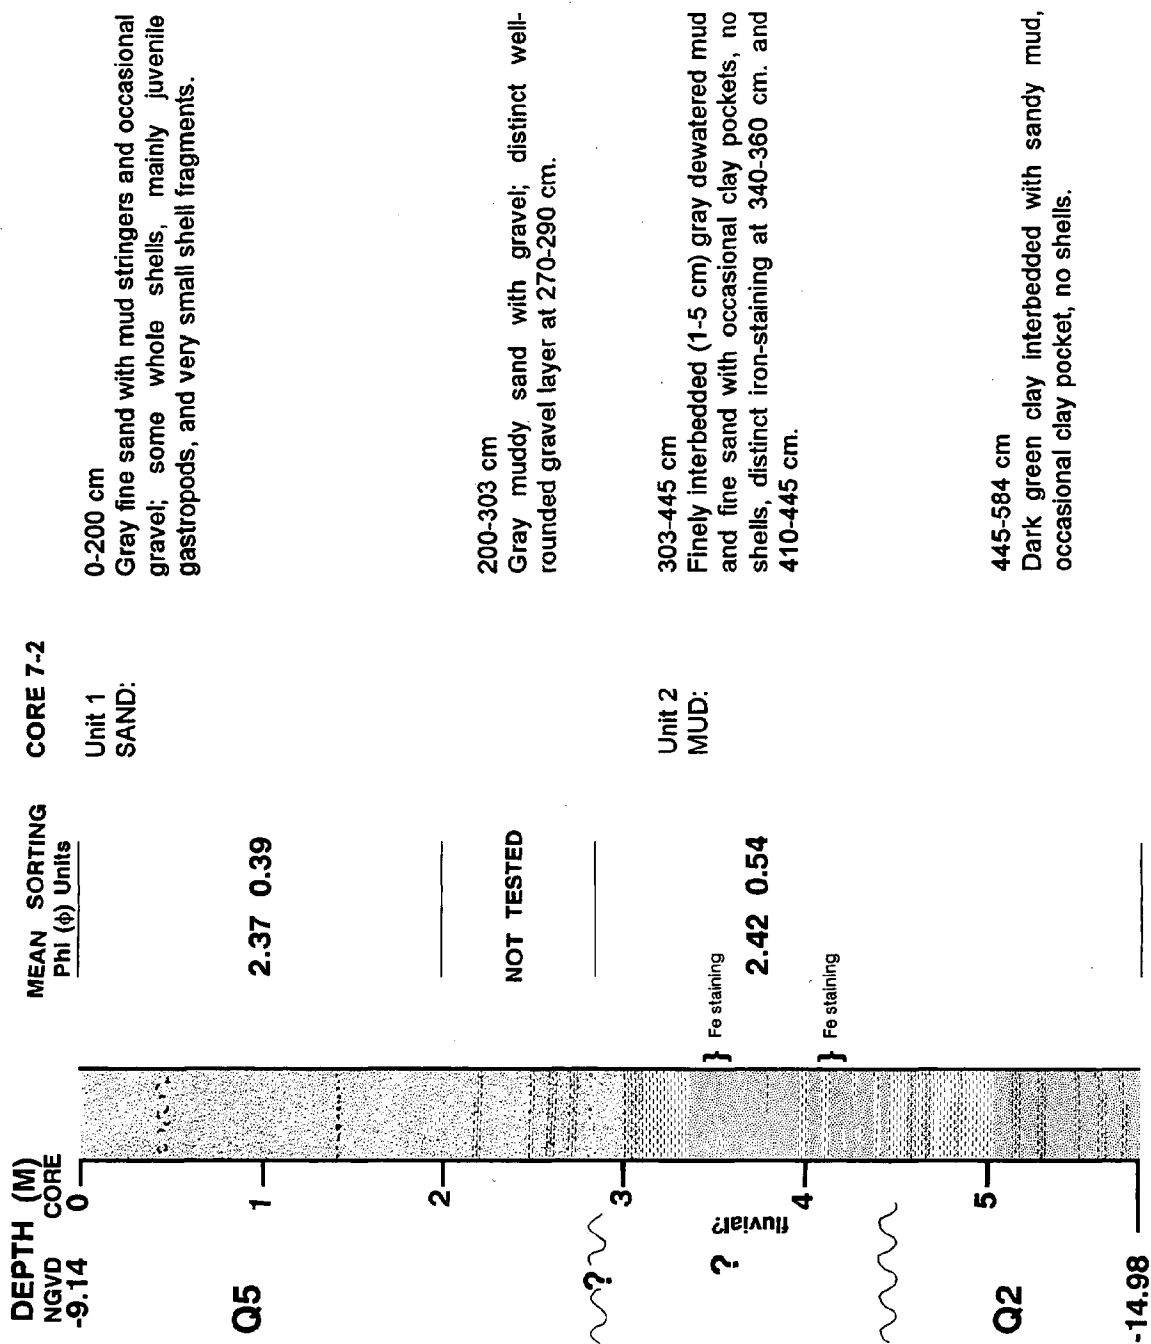 DEPTH (M)
NGVD CORE
-9.14
0
1
2
3
4
5
-14.98
Q5
?
?
fluvial?
Q2
} Fe staining
} Fe staining
MEAN SORTING
Phi (ϕ) Units
2.37 0.39
NOT TESTED
2.42 0.54
CORE 7-2
Unit 1
SAND:
0-200 cm
Gray fine sand with mud stringers and occasional
gravel; some whole shells, mainly juvenile
gastropods, and very small shell fragments.
200-303 cm
Gray muddy sand with gravel; distinct well-
rounded gravel layer at 270-290 cm.
Unit 2
MUD:
303-445 cm
Finely interbedded (1-5 cm) gray dewatered mud
and fine sand with occasional clay pockets, no
shells, distinct iron-staining at 340-360 cm. and
410-445 cm.
445-584 cm
Dark green clay interbedded with sandy mud,
occasional clay pocket, no shells.